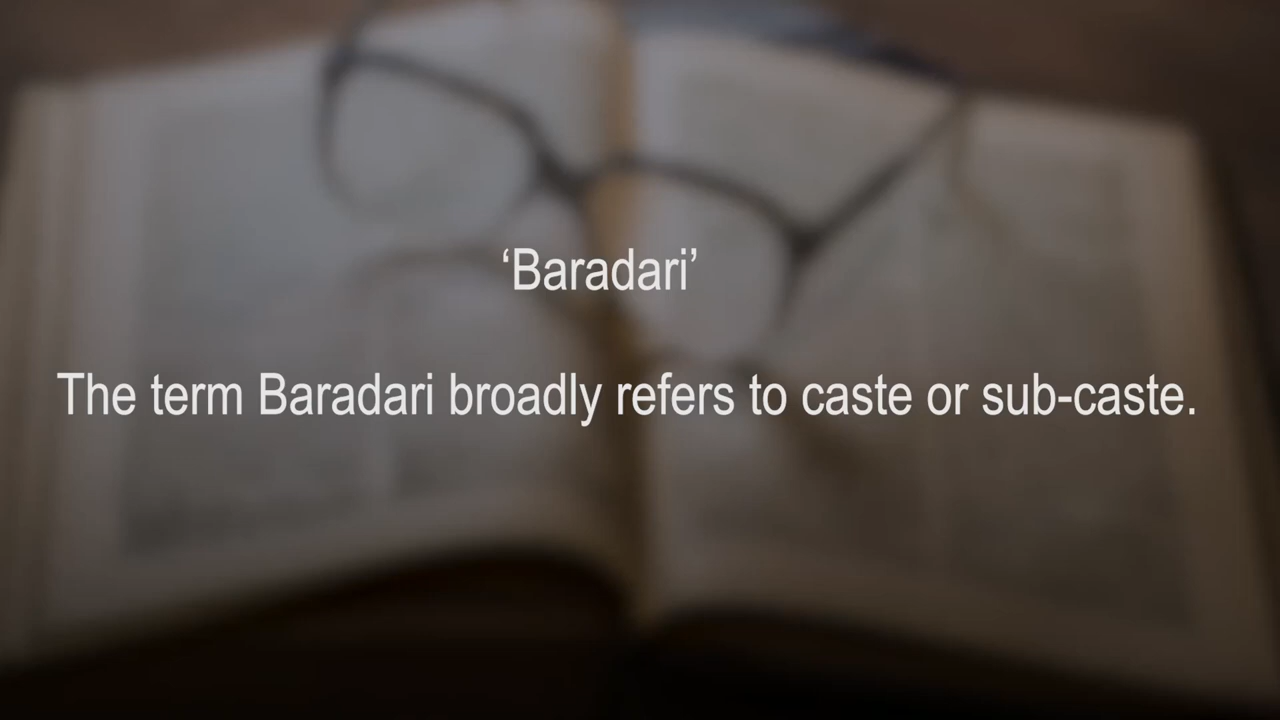 ‘Baradari’
The term Baradari broadly refers to caste or sub-caste.